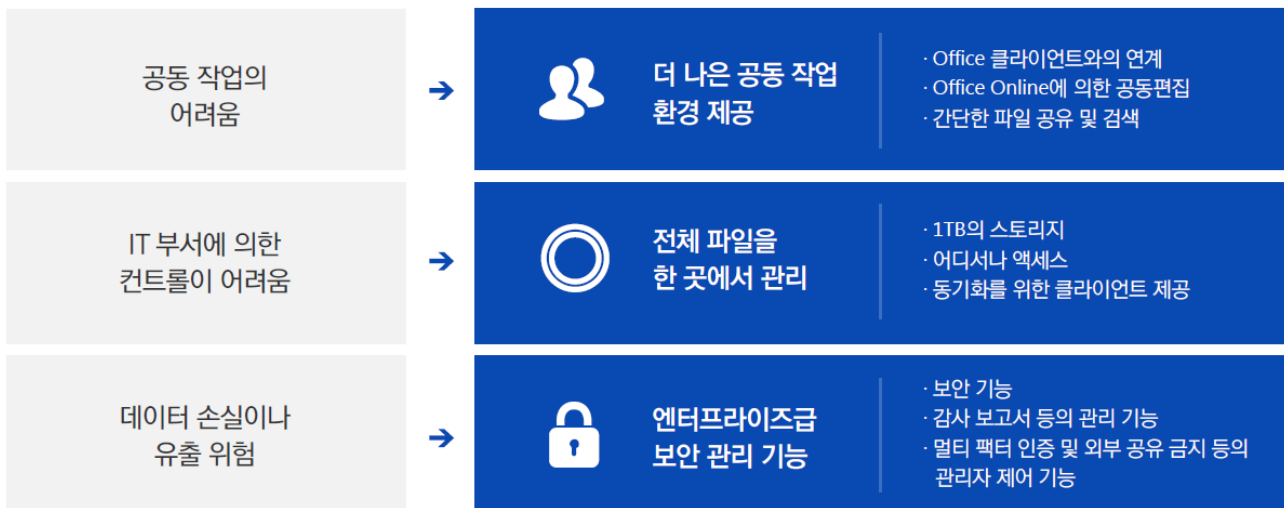 공동 작업의
어려움
➔
더 나은 공동 작업
환경 제공
· Office 클라이언트와의 연계
· Office Online에 의한 공동편집
· 간단한 파일 공유 및 검색
IT 부서에 의한
컨트롤이 어려움
➔
전체 파일을
한 곳에서 관리
· 1TB의 스토리지
· 어디서나 액세스
· 동기화를 위한 클라이언트 제공
데이터 손실이나
유출 위험
➔
엔터프라이즈급
보안 관리 기능
· 보안 기능
· 감사 보고서 등의 관리 기능
· 멀티 팩터 인증 및 외부 공유 금지 등의
관리자 제어 기능